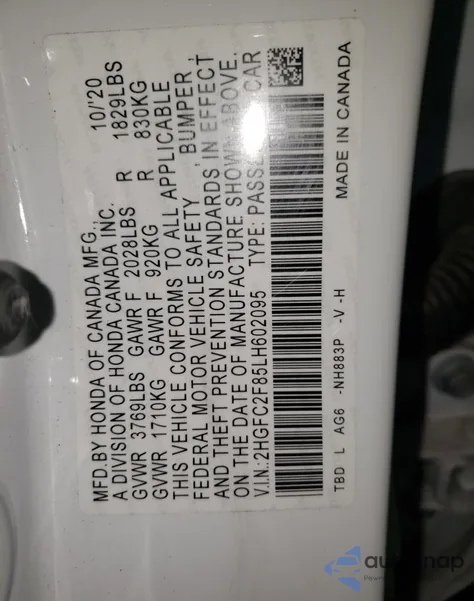 MFD.BY HONDA OF CANADA MFG., 10/'20
A DIVISION OF HONDA CANADA INC.
GVWR 3769LBS GAWR F 2028LBS R 1829LBS
GVWR 1710KG GAWR F 920KG R 830KG
THIS VEHICLE CONFORMS TO ALL APPLICABLE
FEDERAL MOTOR VEHICLE SAFETY , BUMPER ,
AND THEFT PREVENTION STANDARDS IN EFFECT
ON THE DATE OF MANUFACTURE SHOWN ABOVE.
V.I.N.:2HGFC2F85LH602095 TYPE: CAR
TBD L AG6 -NH883P -V -H MADE IN CANADA